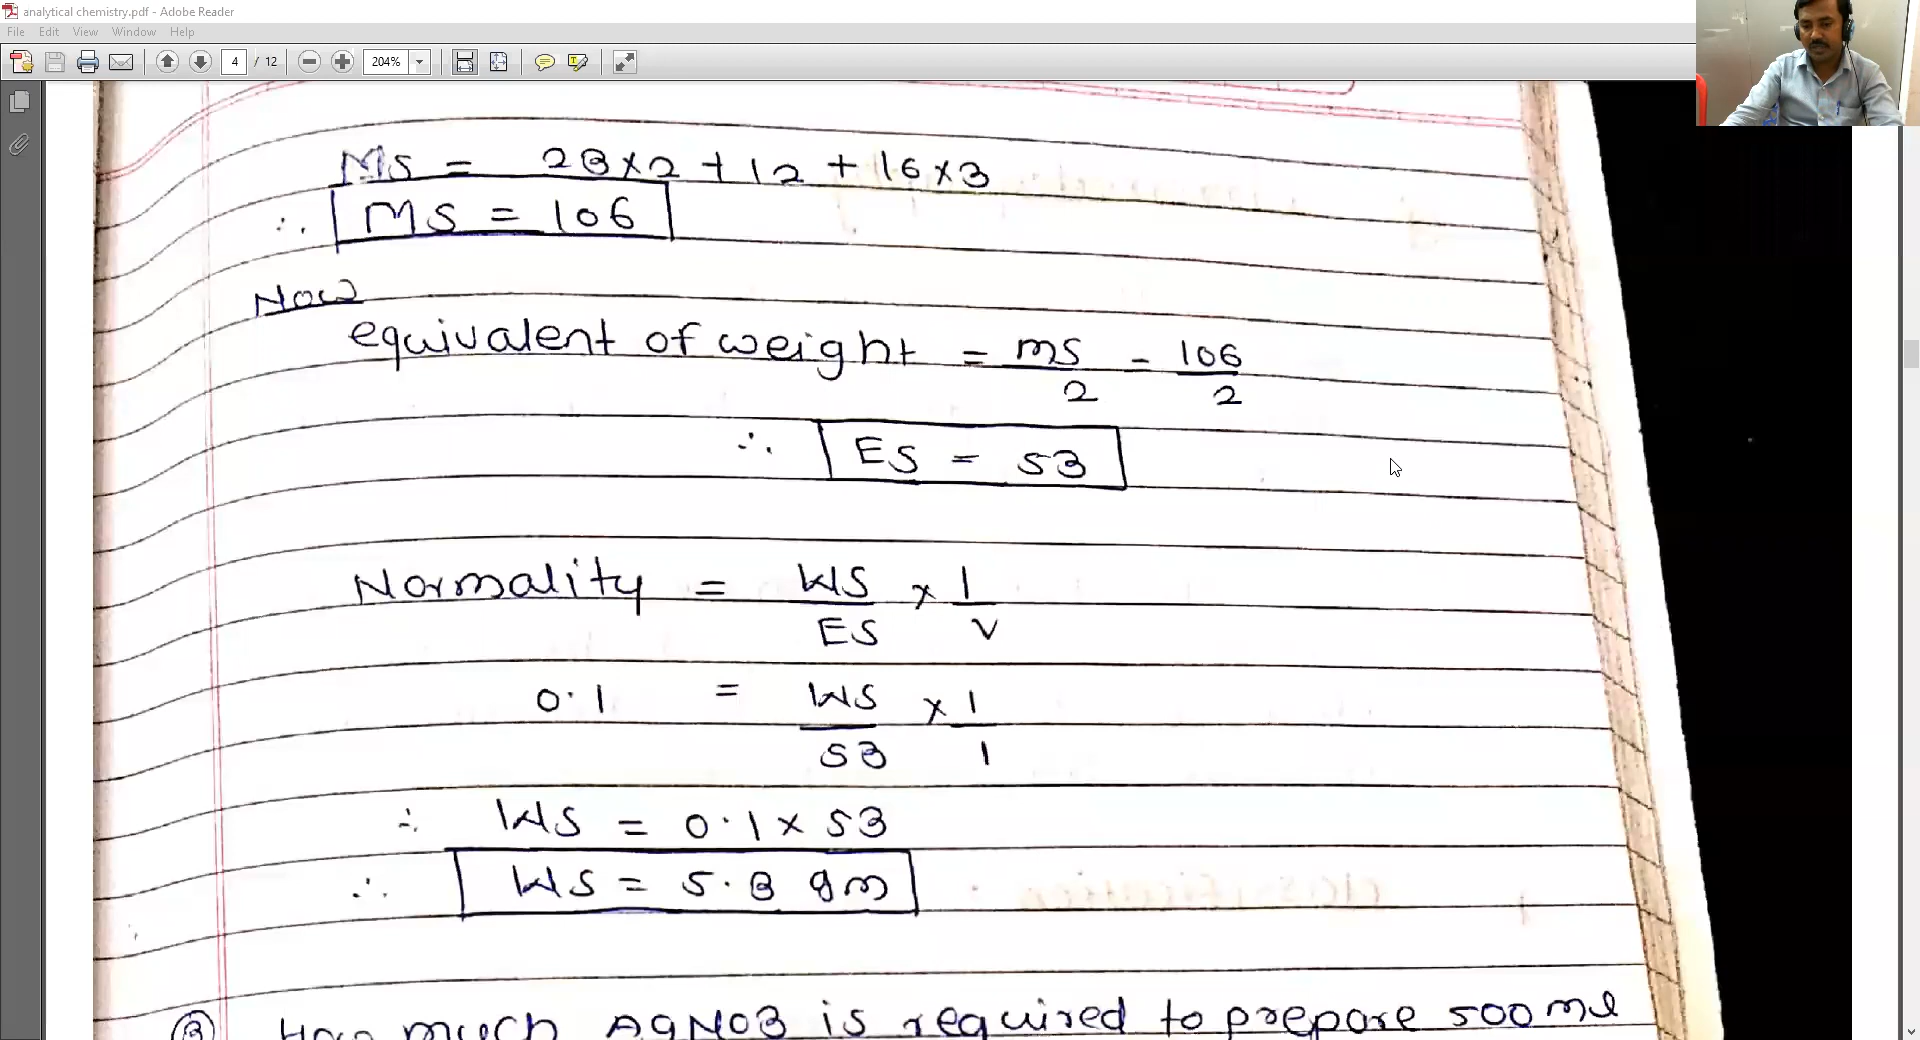 analytical chemistry.pdf - Adobe Reader
File Edit View Window Help
4 / 12 204%
MS = 23×2 + 12 + 16×3
∴ MS = 106
Now
equivalent of weight = MS/2 = 106/2
∴ ES = 53
Normality = WS/ES × 1/V
0.1 = WS/53 × 1/1
∴ WS = 0.1 × 53
∴ WS = 5.3 gm
③ How much AgNO3 is required to prepare 500 ml